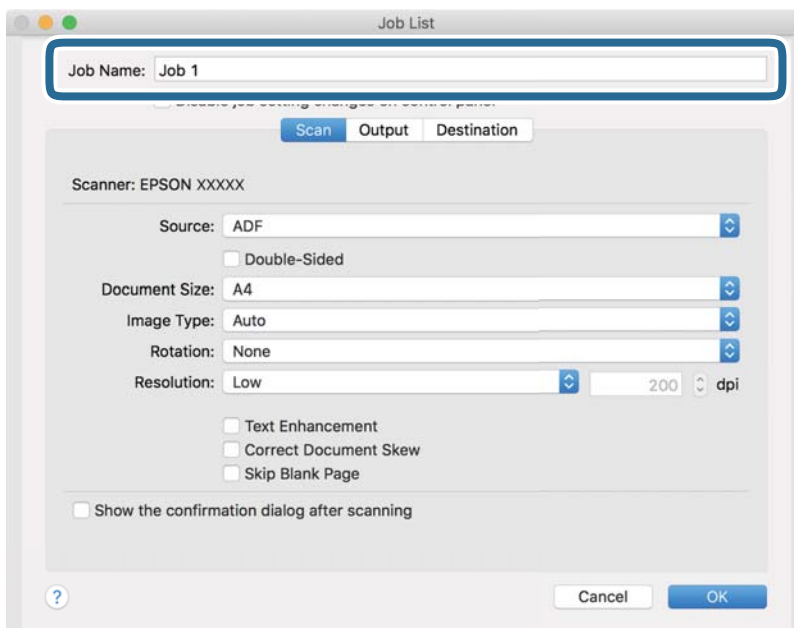 Job List
Job Name: Job 1
Scan Output Destination
Scanner: EPSON XXXXX
Source: ADF
Double-Sided
Document Size: A4
Image Type: Auto
Rotation: None
Resolution: Low 200 dpi
Text Enhancement
Correct Document Skew
Skip Blank Page
Show the confirmation dialog after scanning
? Cancel OK